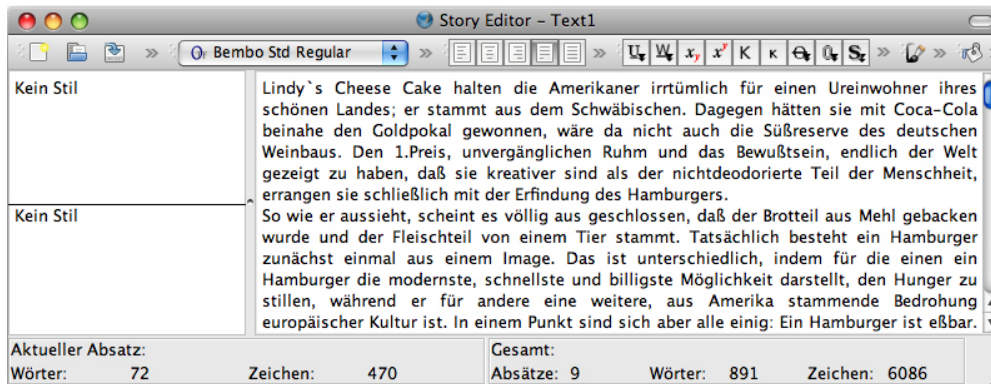 Story Editor – Text1
Bembo Std Regular
Kein Stil
Lindy`s Cheese Cake halten die Amerikaner irrtümlich für einen Ureinwohner ihres
schönen Landes; er stammt aus dem Schwäbischen. Dagegen hätten sie mit Coca-Cola
beinahe den Goldpokal gewonnen, wäre da nicht auch die Süßreserve des deutschen
Weinbaus. Den 1.Preis, unvergänglichen Ruhm und das Bewußtsein, endlich der Welt
gezeigt zu haben, daß sie kreativer sind als der nichtdeodorierte Teil der Menschheit,
errangen sie schließlich mit der Erfindung des Hamburgers.
Kein Stil
So wie er aussieht, scheint es völlig aus geschlossen, daß der Brotteil aus Mehl gebacken
wurde und der Fleischteil von einem Tier stammt. Tatsächlich besteht ein Hamburger
zunächst einmal aus einem Image. Das ist unterschiedlich, indem für die einen ein
Hamburger die modernste, schnellste und billigste Möglichkeit darstellt, den Hunger zu
stillen, während er für andere eine weitere, aus Amerika stammende Bedrohung
europäischer Kultur ist. In einem Punkt sind sich aber alle einig: Ein Hamburger ist eßbar.
Aktueller Absatz:
Wörter: 72 Zeichen: 470
Gesamt:
Absätze: 9 Wörter: 891 Zeichen: 6086